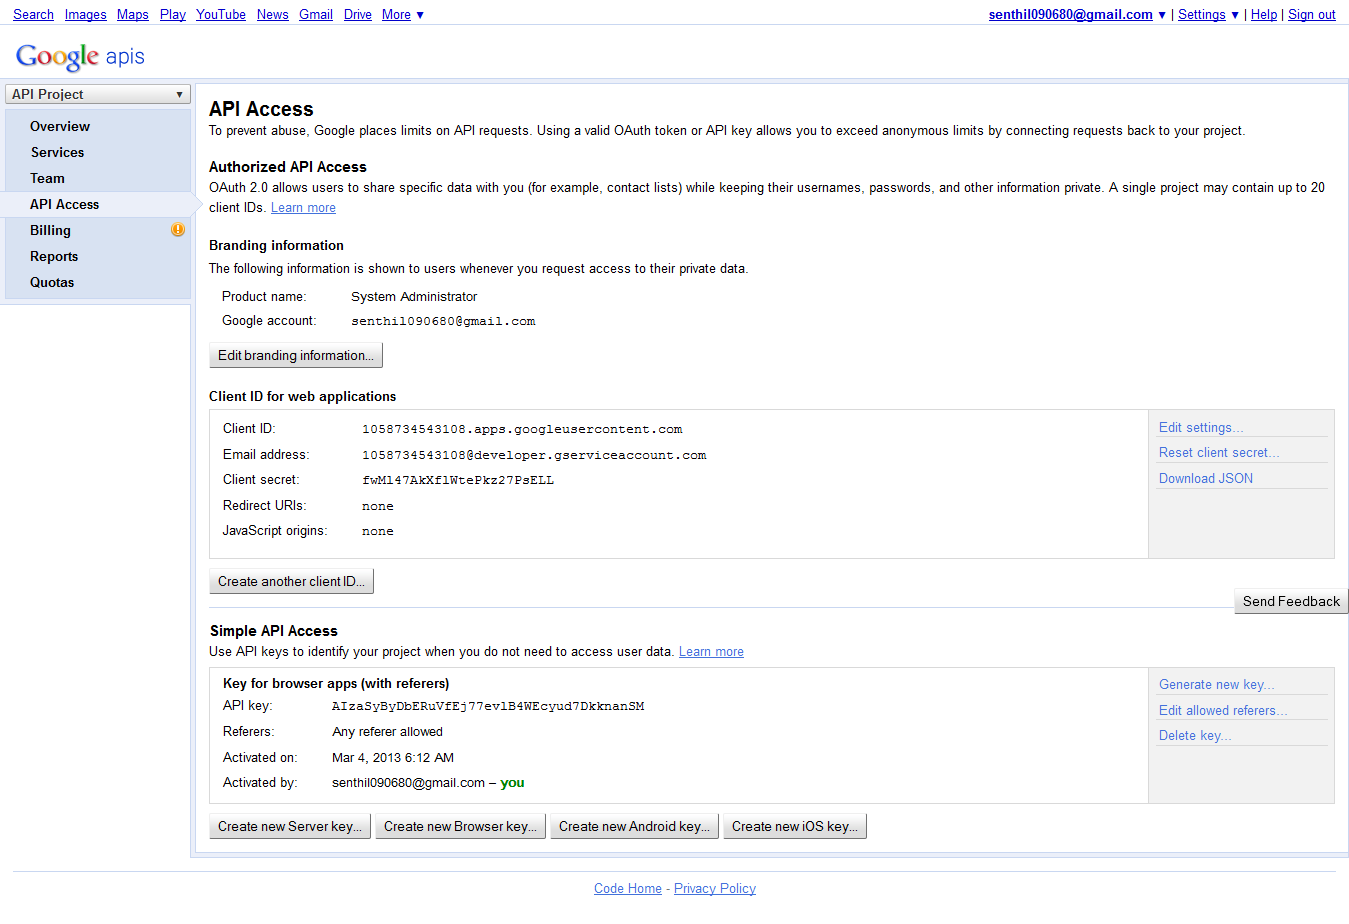 Search Images Maps Play YouTube News Gmail Drive More ▼
senthil090680@gmail.com ▼ | Settings ▼ | Help | Sign out
Google apis
API Project ▼
Overview
Services
Team
API Access
Billing
Reports
Quotas
API Access
To prevent abuse, Google places limits on API requests. Using a valid OAuth token or API key allows you to exceed anonymous limits by connecting requests back to your project.
Authorized API Access
OAuth 2.0 allows users to share specific data with you (for example, contact lists) while keeping their usernames, passwords, and other information private. A single project may contain up to 20
client IDs. Learn more
Branding information
The following information is shown to users whenever you request access to their private data.
Product name: System Administrator
Google account: senthil090680@gmail.com
Edit branding information...
Client ID for web applications
Client ID: 1058734543108.apps.googleusercontent.com
Email address: 1058734543108@developer.gserviceaccount.com
Client secret: fwMl47AkXflWtePkz27PsELL
Redirect URIs: none
JavaScript origins: none
Edit settings...
Reset client secret...
Download JSON
Create another client ID...
Send Feedback
Simple API Access
Use API keys to identify your project when you do not need to access user data. Learn more
Key for browser apps (with referers)
API key: AIzaSyByDbERuVfEj77evlB4WEcyud7DkknanSM
Referers: Any referer allowed
Activated on: Mar 4, 2013 6:12 AM
Activated by: senthil090680@gmail.com – you
Generate new key...
Edit allowed referers...
Delete key...
Create new Server key... Create new Browser key... Create new Android key... Create new iOS key...
Code Home - Privacy Policy